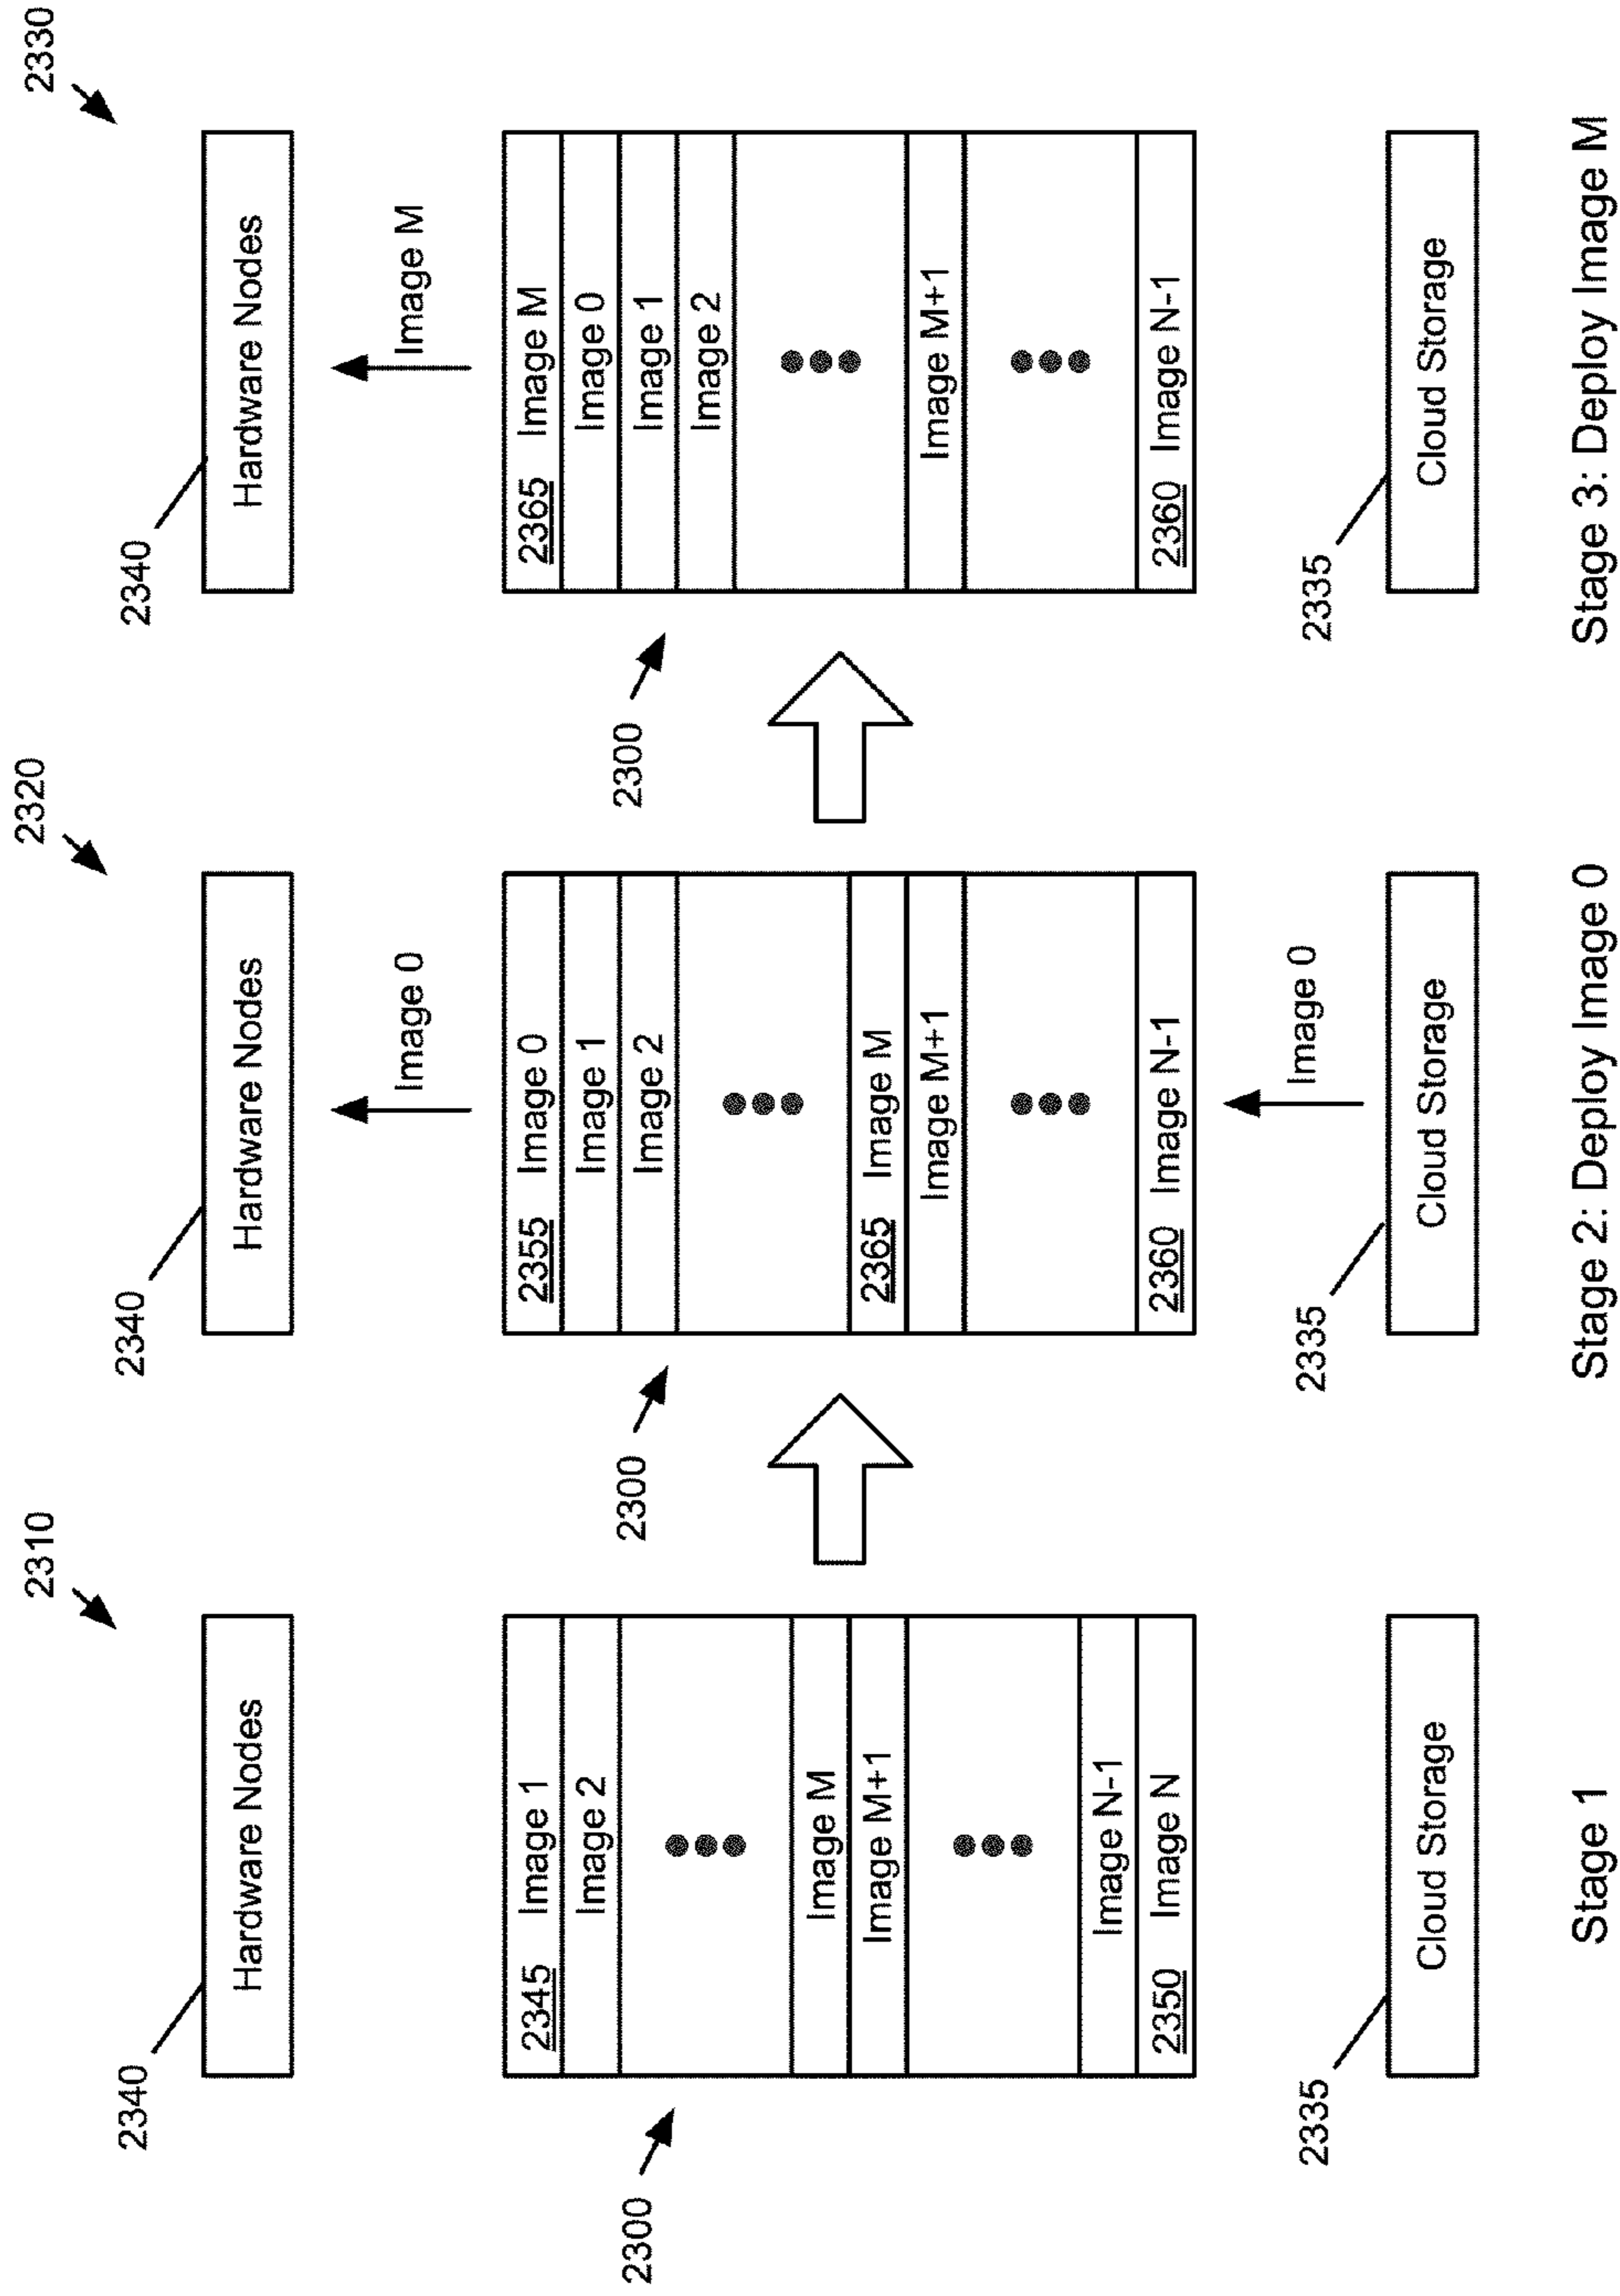 2310
2340
Hardware Nodes
2300
2345 Image 1
Image 2
Image M
Image M+1
Image N-1
2350 Image N
2335
Cloud Storage
Stage 1
2320
2340
Hardware Nodes
Image 0
2300
2355 Image 0
Image 1
Image 2
2365 Image M
Image M+1
2360 Image N-1
Image 0
2335
Cloud Storage
Stage 2: Deploy Image 0
2330
2340
Hardware Nodes
Image M
2300
2365 Image M
Image 0
Image 1
Image 2
Image M+1
2360 Image N-1
2335
Cloud Storage
Stage 3: Deploy Image M